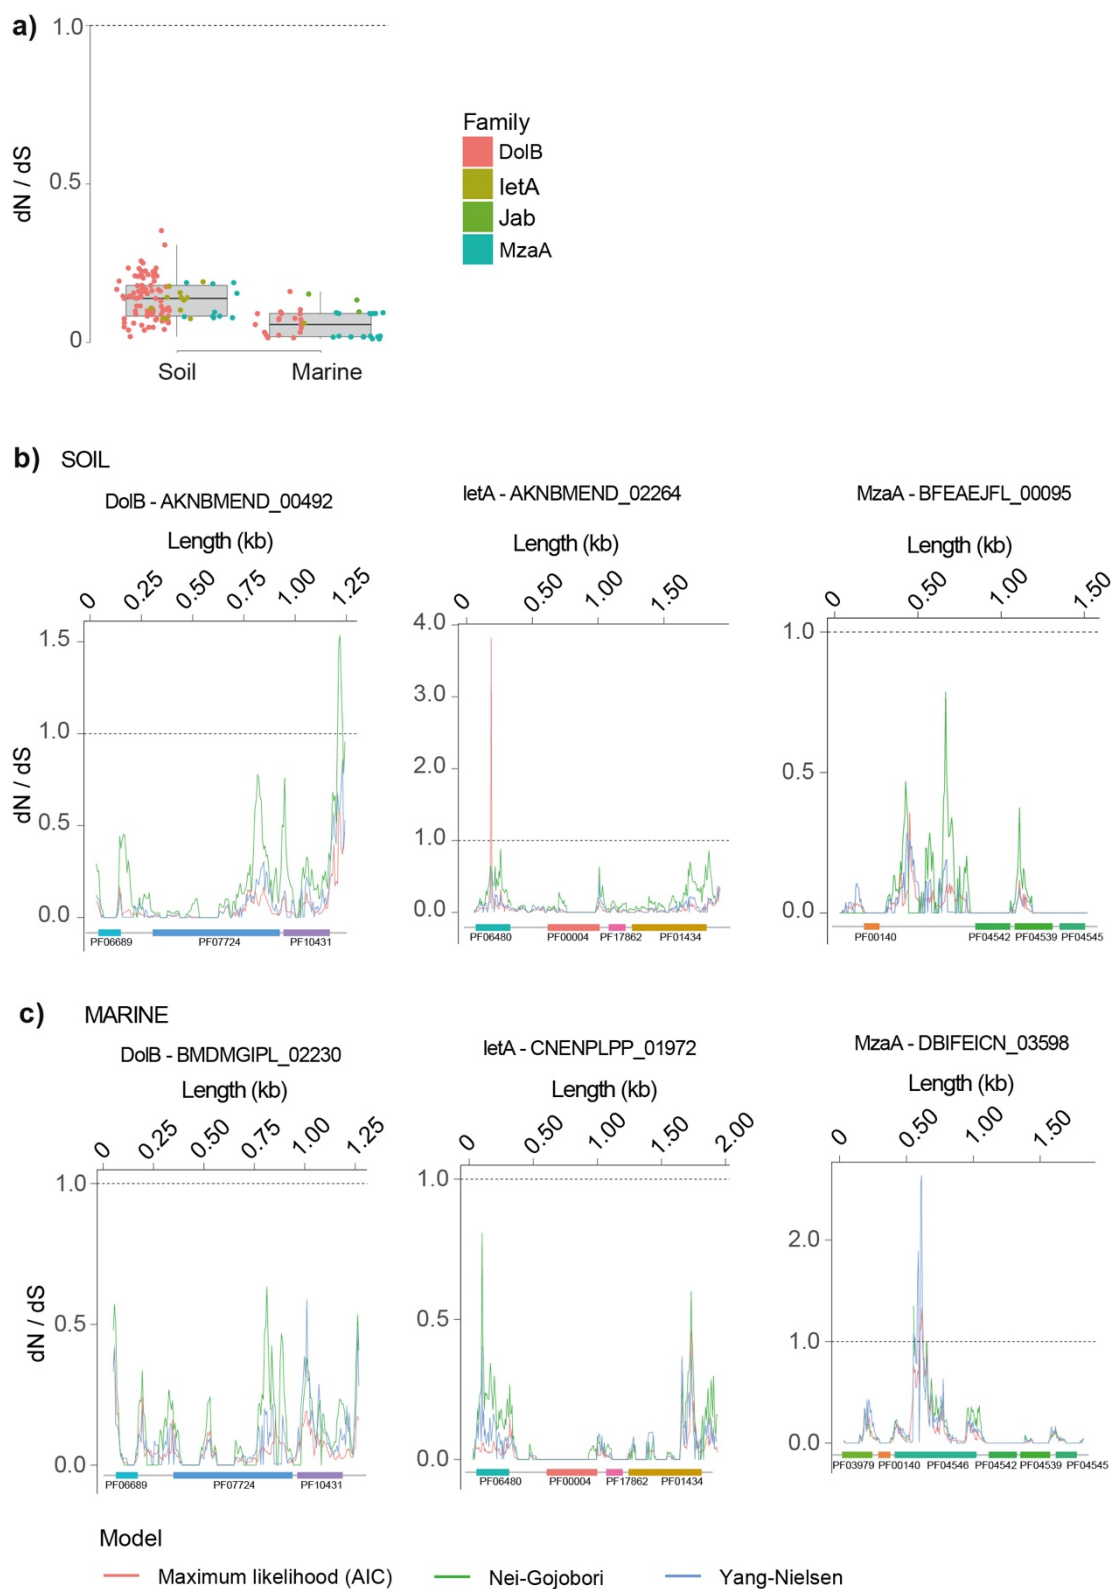 a)
1.0
0.5
0
dN / dS
Soil
Marine
Family
DolB
IetA
Jab
MzaA
b) SOIL
DolB - AKNBMEND_00492
Length (kb)
0 0.25 0.50 0.75 1.00 1.25
1.5
1.0
0.5
0.0
dN / dS
PF06689 PF07724 PF10431
IetA - AKNBMEND_02264
Length (kb)
0 0.50 1.00 1.50
4.0
3.0
2.0
1.0
0.0
PF06480 PF00004 PF17862 PF01434
MzaA - BFEAEJFL_00095
Length (kb)
0 0.50 1.00 1.50
1.0
0.5
0.0
PF00140 PF04542 PF04539 PF04545
c) MARINE
DolB - BMDMGIPL_02230
Length (kb)
0 0.25 0.50 0.75 1.00 1.25
1.0
0.5
0.0
dN / dS
PF06689 PF07724 PF10431
IetA - CNENPLPP_01972
Length (kb)
0 0.50 1.00 1.50 2.00
1.0
0.5
0.0
PF06480 PF00004 PF17862 PF01434
MzaA - DBIFEICN_03598
Length (kb)
0 0.50 1.00 1.50
2.0
1.0
0.0
PF03979 PF00140 PF04546 PF04542 PF04539 PF04545
Model
Maximum likelihood (AIC) Nei-Gojobori Yang-Nielsen